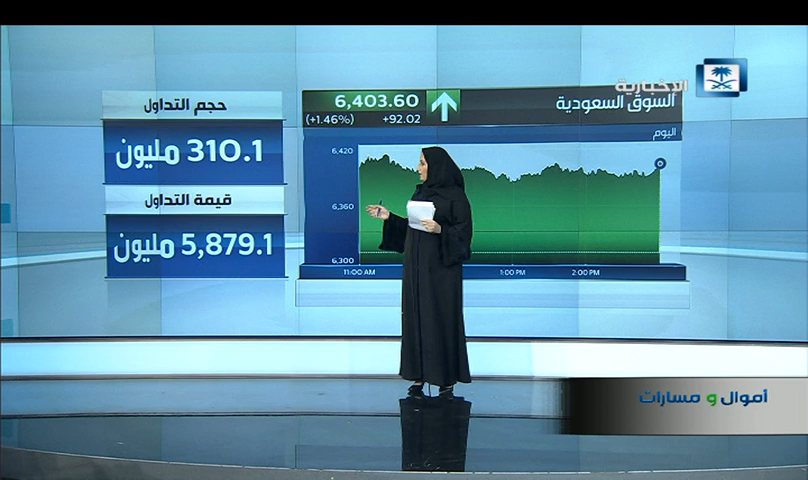 الإخبارية
6,403.60
(+1.46%) +92.02
السوق السعودية
اليوم
حجم التداول
310.1 مليون
قيمة التداول
5,879.1 مليون
6,420
6,360
6,300
11:00 AM
1:00 PM
2:00 PM
أموال و مسارات